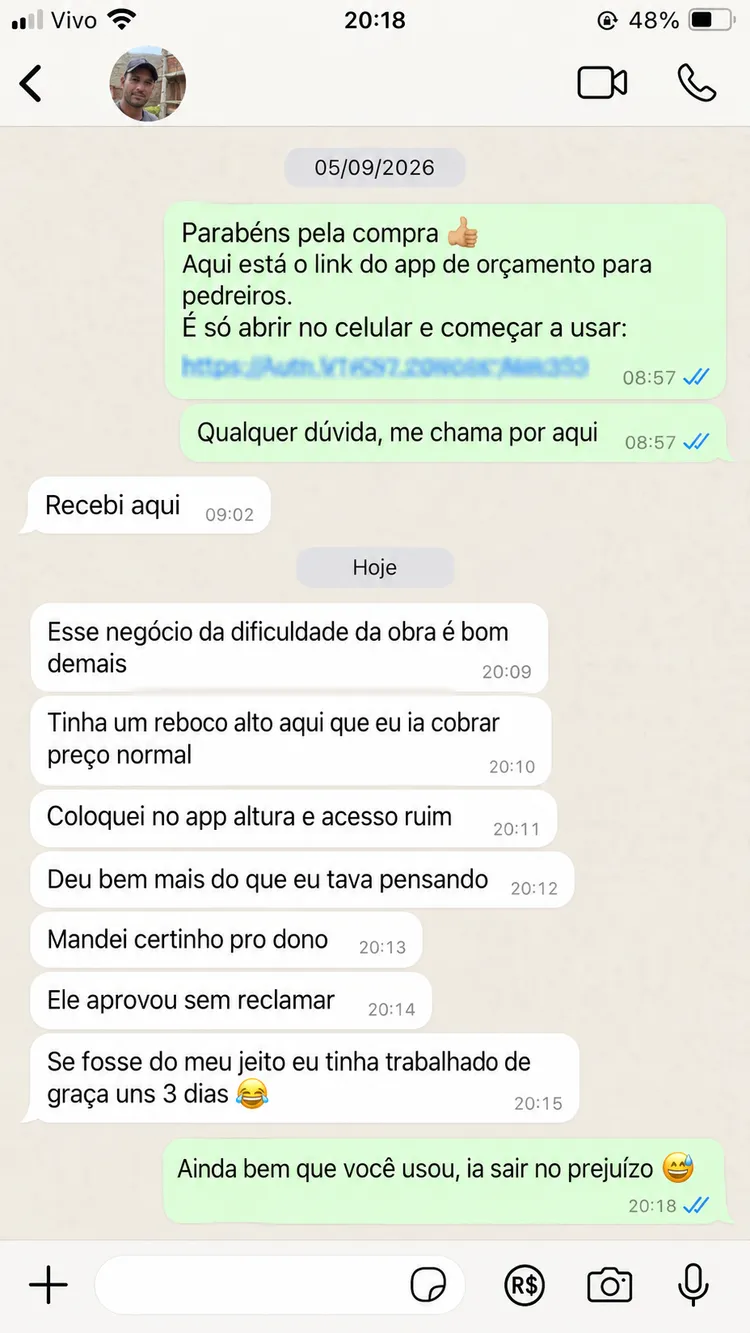 Vivo 20:18 48%
05/09/2026
Parabéns pela compra 👍🏼
Aqui está o link do app de orçamento para
pedreiros.
É só abrir no celular e começar a usar:
08:57
Qualquer dúvida, me chama por aqui 08:57
Recebi aqui 09:02
Hoje
Esse negócio da dificuldade da obra é bom
demais
20:09
Tinha um reboco alto aqui que eu ia cobrar
preço normal
20:10
Coloquei no app altura e acesso ruim 20:11
Deu bem mais do que eu tava pensando 20:12
Mandei certinho pro dono 20:13
Ele aprovou sem reclamar 20:14
Se fosse do meu jeito eu tinha trabalhado de
graça uns 3 dias 😂
20:15
Ainda bem que você usou, ia sair no prejuízo 😅
20:18
R$